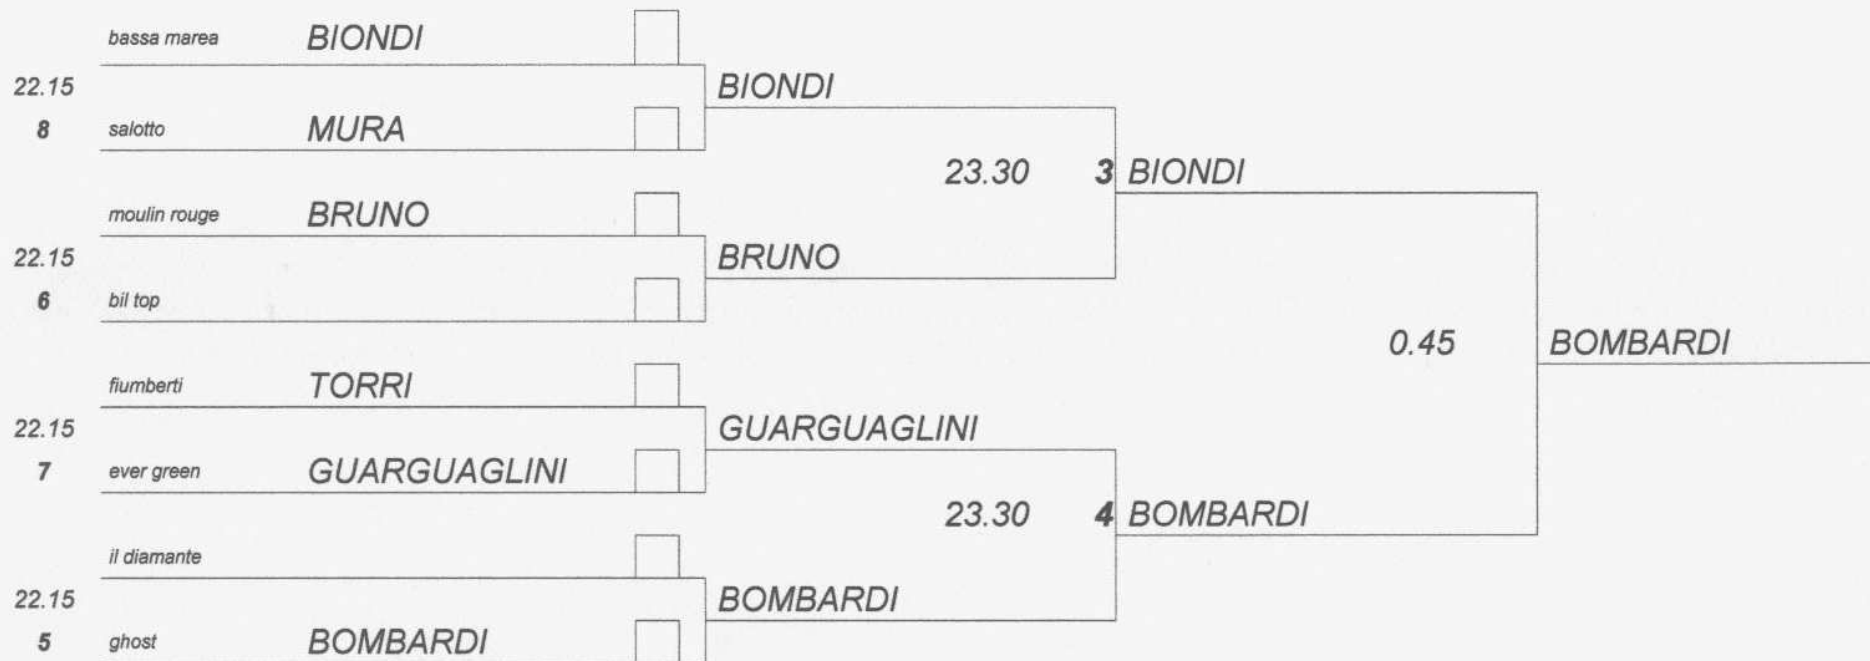 bassa marea BIONDI
22.15 BIONDI
8 salotto MURA
23.30 3 BIONDI
moulin rouge BRUNO
22.15 BRUNO
6 bil top
0.45 BOMBARDI
fiumberti TORRI
22.15 GUARGUAGLINI
7 ever green GUARGUAGLINI
23.30 4 BOMBARDI
il diamante
22.15 BOMBARDI
5 ghost BOMBARDI